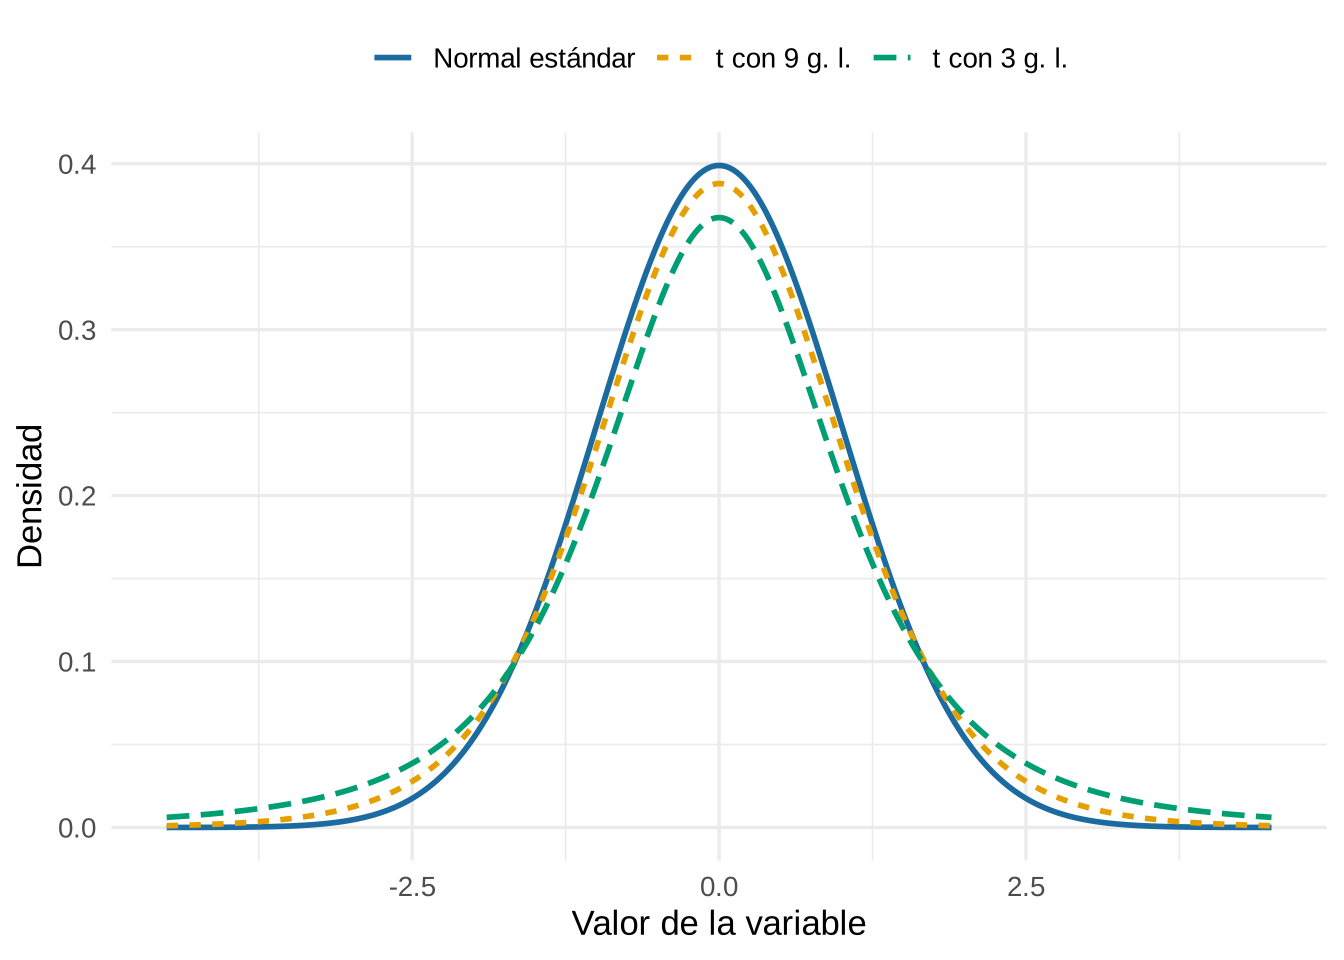 Normal estándar t con 9 g. l. t con 3 g. l.
0.4
0.3
0.2
0.1
0.0
Densidad
-2.5 0.0 2.5
Valor de la variable